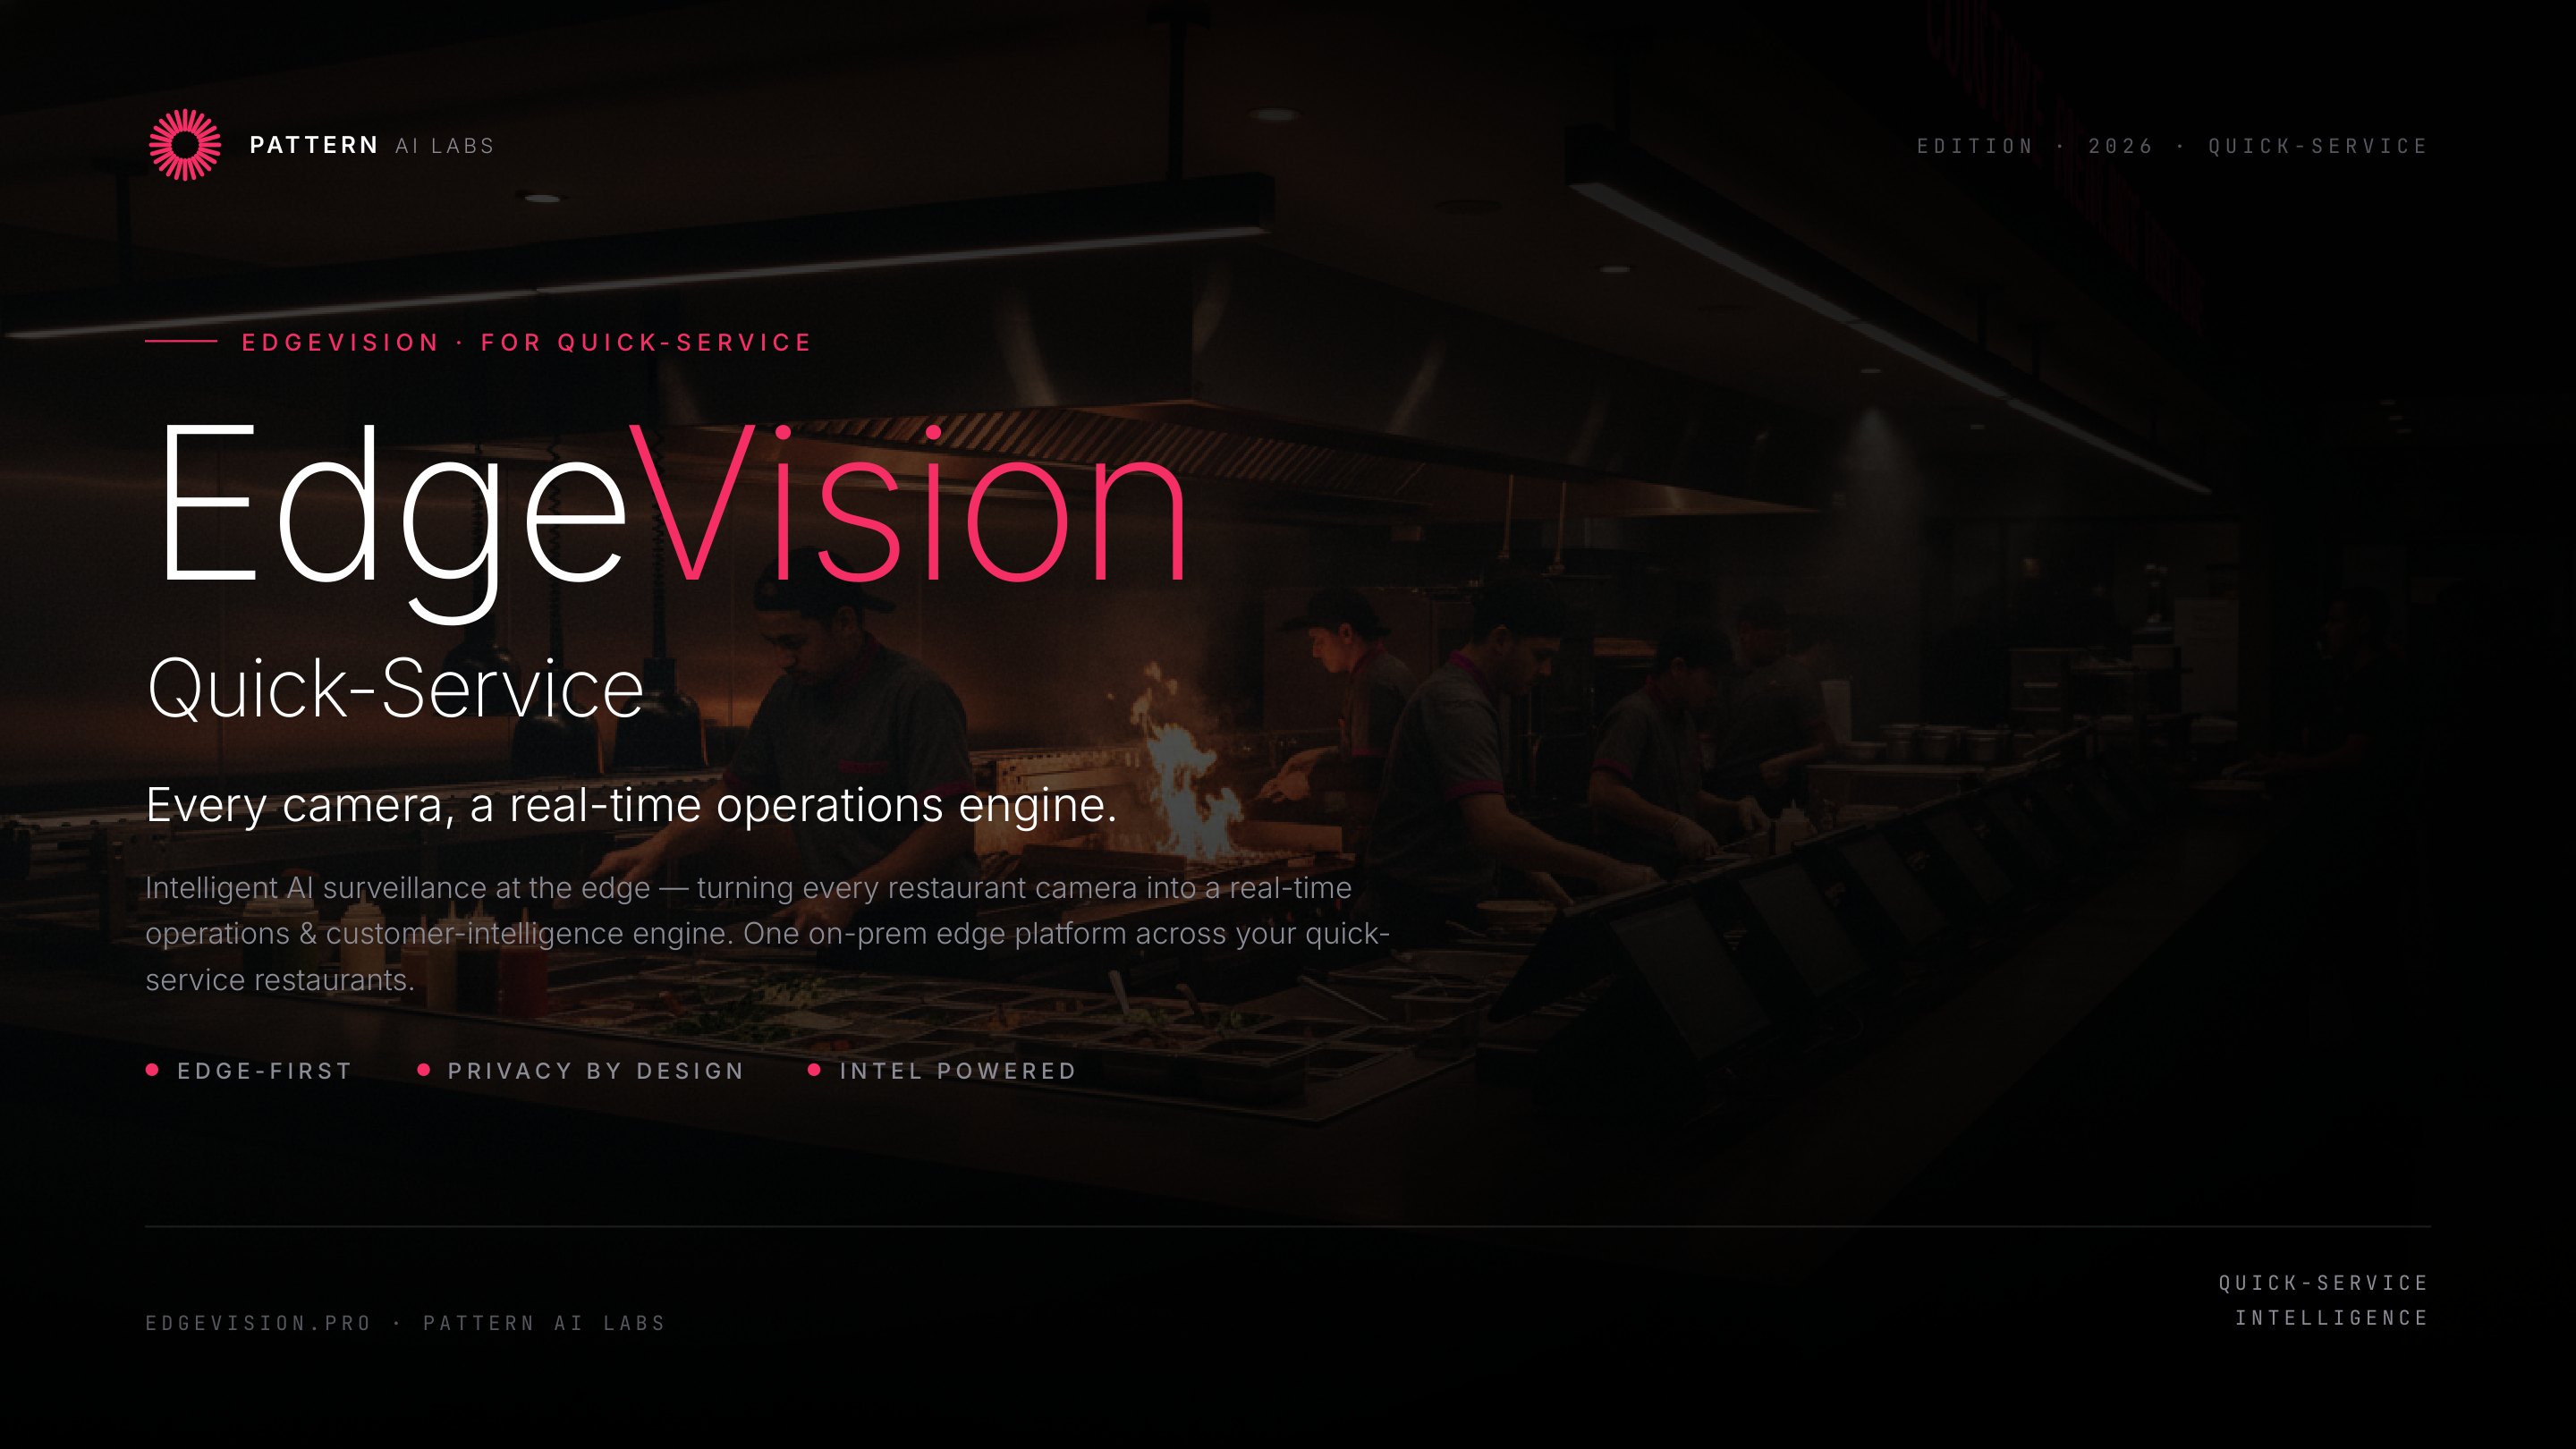 PATTERN AI LABS
EDITION · 2026 · QUICK-SERVICE
EDGEVISION · FOR QUICK-SERVICE
EdgeVision
Quick-Service
Every camera, a real-time operations engine.
Intelligent AI surveillance at the edge — turning every restaurant camera into a real-time
operations & customer-intelligence engine. One on-prem edge platform across your quick-
service restaurants.
EDGE-FIRST
PRIVACY BY DESIGN
INTEL POWERED
EDGEVISION.PRO · PATTERN AI LABS
QUICK-SERVICE
INTELLIGENCE